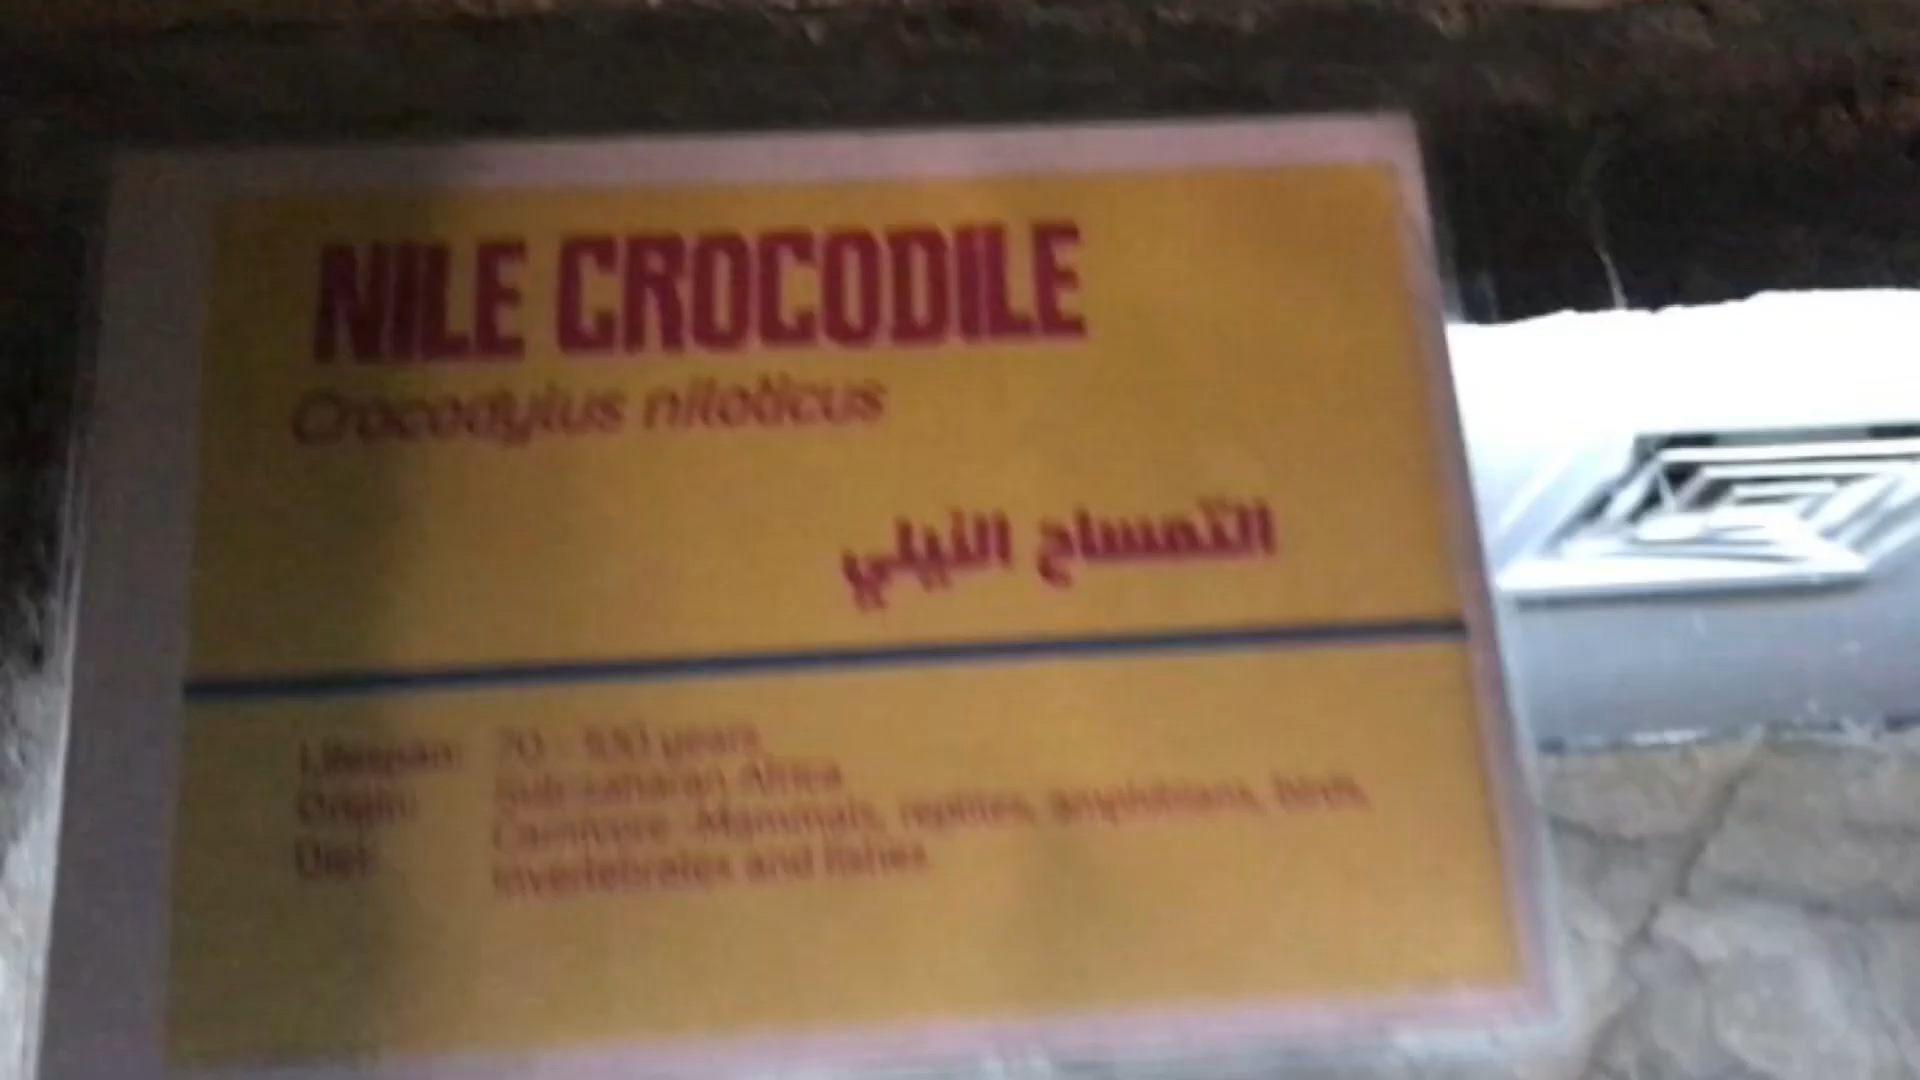 NILE CROCODILE
Crocodylus niloticus
التمساح النيلي
Lifespan: 70 - 100 years
Origin: Sub-saharan Africa
Diet: Carnivore -Mammals, reptiles, amphibians, birds,
invertebrates and fishes